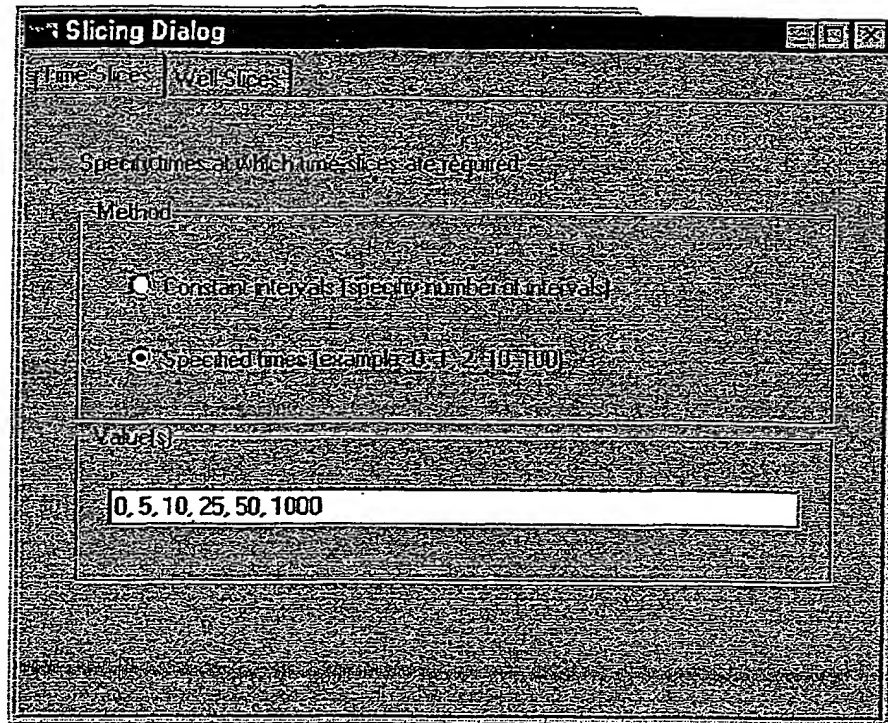 Slicing Dialog
Time Slices Well Slices
Specify times at which time slices are required
Method
Constant intervals (specify number of intervals)
Specified times (example: 0, 1, 2, 10, 100)
Value(s)
0, 5, 10, 25, 50, 1000